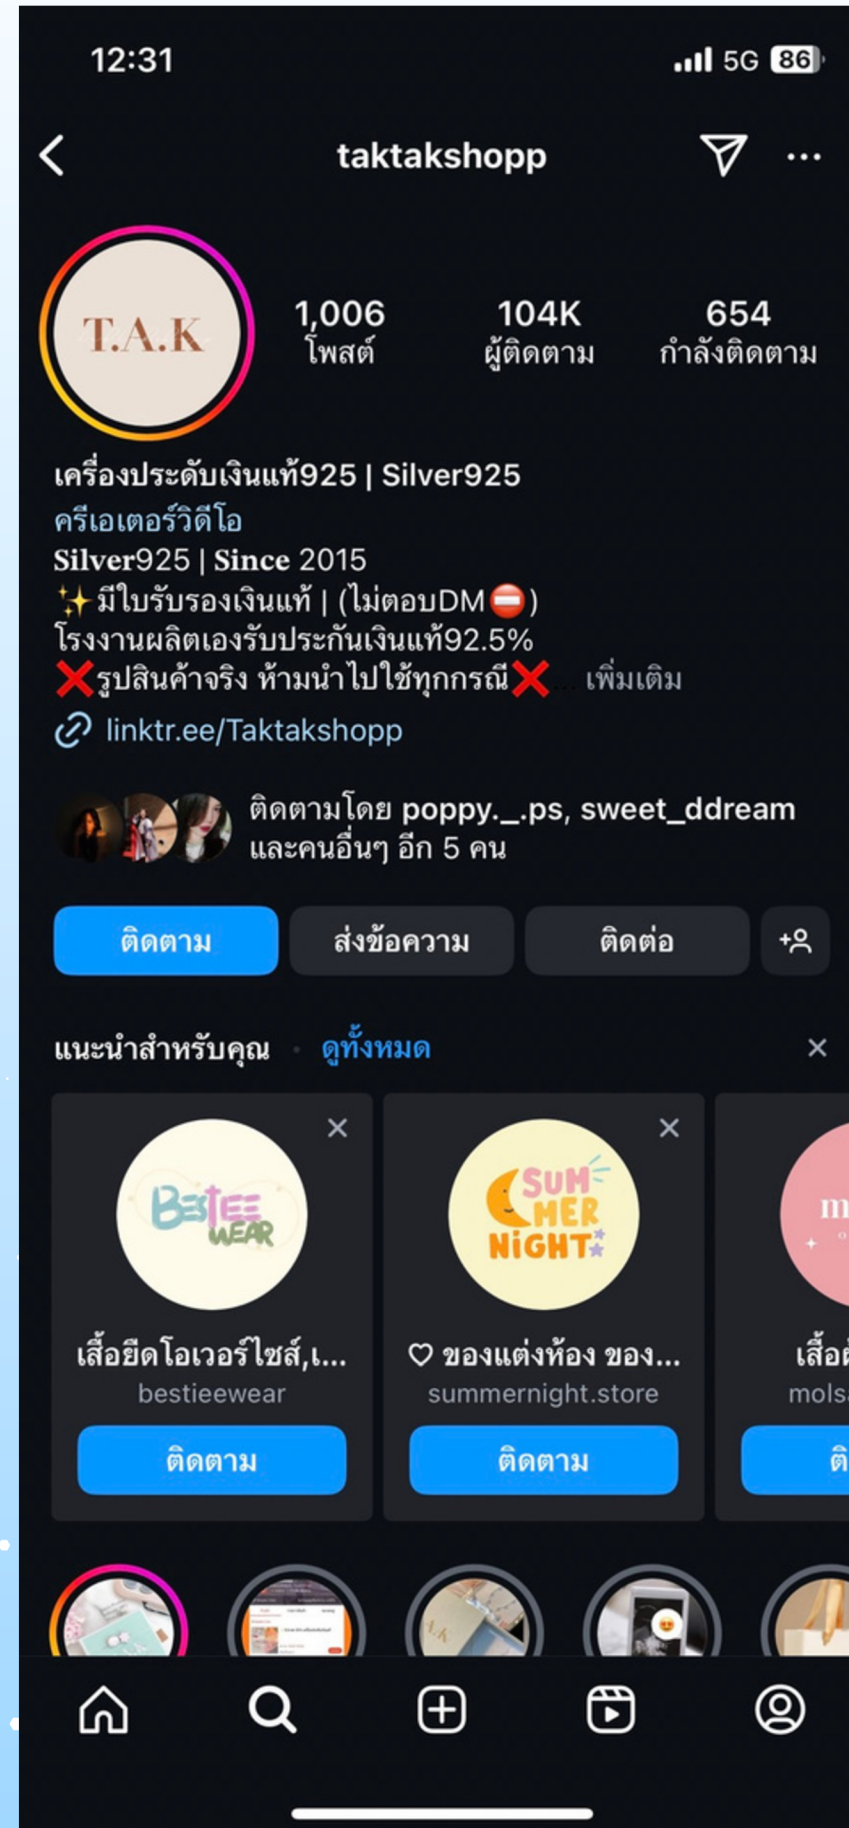 12:31
5G 86
taktakshopp
T.A.K
1,006
โพสต์
104K
ผู้ติดตาม
654
กำลังติดตาม
เครื่องประดับเงินแท้925 | Silver925
ครีเอเตอร์วิดีโอ
Silver925 | Since 2015
✨มีใบรับรองเงินแท้ | (ไม่ตอบDM⛔)
โรงงานผลิตเองรับประกันเงินแท้92.5%
❌รูปสินค้าจริง ห้ามนำไปใช้ทุกกรณี❌... เพิ่มเติม
linktr.ee/Taktakshopp
ติดตามโดย poppy._.ps, sweet_ddream
และคนอื่นๆ อีก 5 คน
ติดตาม ส่งข้อความ ติดต่อ
แนะนำสำหรับคุณ · ดูทั้งหมด
BESTIEE
WEAR
เสื้อยืดโอเวอร์ไซส์,เ...
bestieewear
ติดตาม
SUM
MER
NiGHT
♡ ของแต่งห้อง ของ...
summernight.store
ติดตาม
m
เสื้อ
mols
ติ